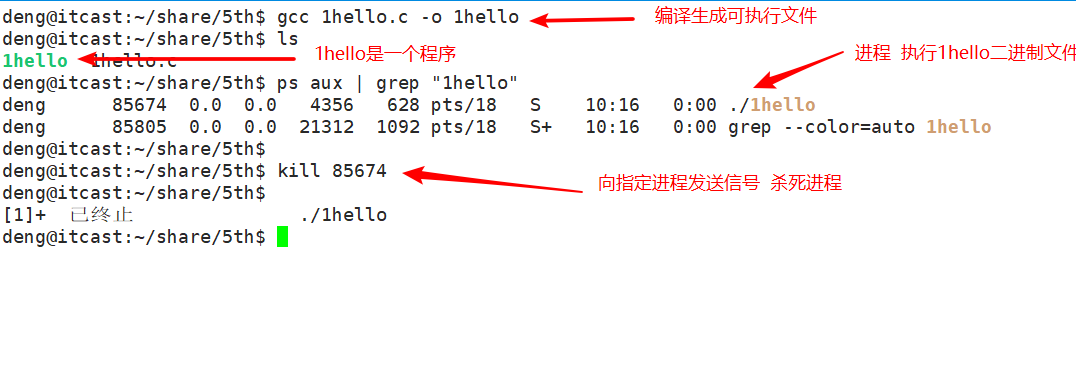 deng@itcast:~/share/5th$ gcc 1hello.c -o 1hello 编译生成可执行文件
deng@itcast:~/share/5th$ ls
1hello 1hello.c 1hello是一个程序 进程 执行1hello二进制文件
deng@itcast:~/share/5th$ ps aux | grep "1hello"
deng 85674 0.0 0.0 4356 628 pts/18 S 10:16 0:00 ./1hello
deng 85805 0.0 0.0 21312 1092 pts/18 S+ 10:16 0:00 grep --color=auto 1hello
deng@itcast:~/share/5th$
deng@itcast:~/share/5th$ kill 85674 向指定进程发送信号 杀死进程
deng@itcast:~/share/5th$
[1]+ 已终止 ./1hello
deng@itcast:~/share/5th$